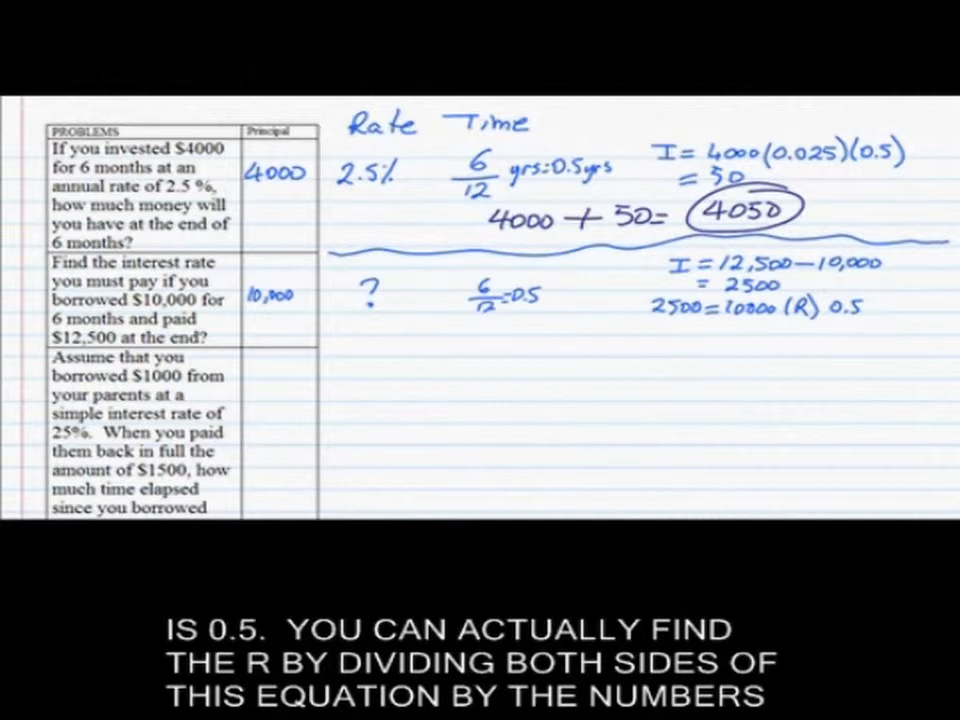 Rate Time
PROBLEMS Principal
If you invested $4000
for 6 months at an
annual rate of 2.5 %,
how much money will
you have at the end of
6 months?
4000 2.5% 6/12 yrs=0.5yrs
I = 4000(0.025)(0.5)
= 50
4000 + 50= 4050
Find the interest rate
you must pay if you
borrowed $10,000 for
6 months and paid
$12,500 at the end?
10,000 ? 6/12=0.5
I = 12,500-10,000
= 2500
2500=10000 (R) 0.5
Assume that you
borrowed $1000 from
your parents at a
simple interest rate of
25%. When you paid
them back in full the
amount of $1500, how
much time elapsed
since you borrowed
IS 0.5. YOU CAN ACTUALLY FIND
THE R BY DIVIDING BOTH SIDES OF
THIS EQUATION BY THE NUMBERS